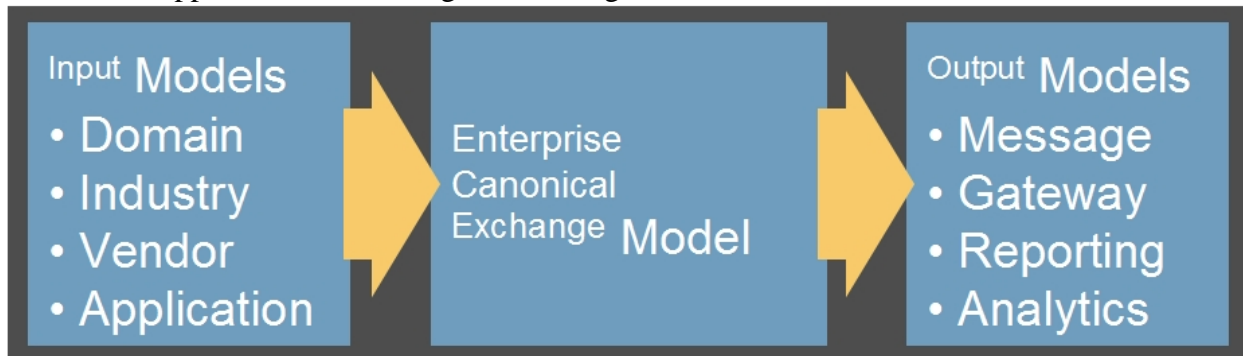 Input Models
• Domain
• Industry
• Vendor
• Application
Enterprise
Canonical
Exchange Model
Output Models
• Message
• Gateway
• Reporting
• Analytics